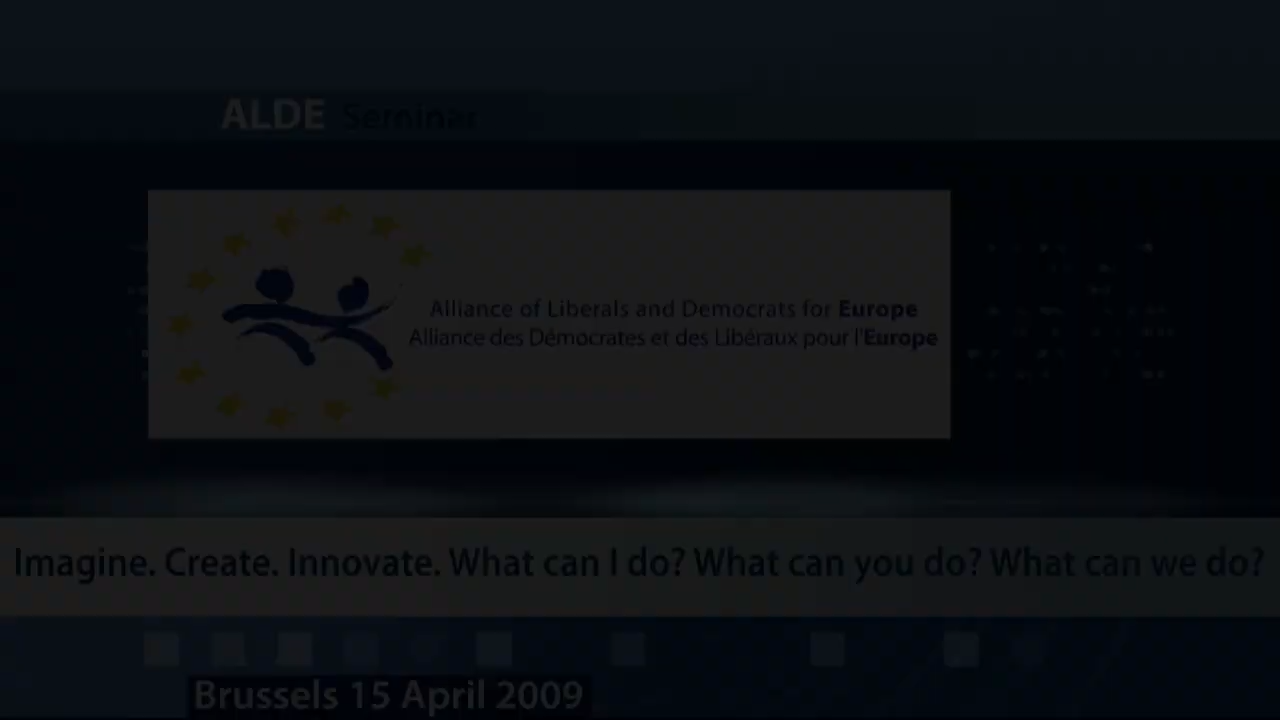 ALDE Seminar
Alliance of Liberals and Democrats for Europe
Alliance des Démocrates et des Libéraux pour l'Europe
Imagine. Create. Innovate. What can I do? What can you do? What can we do?
Brussels 15 April 2009